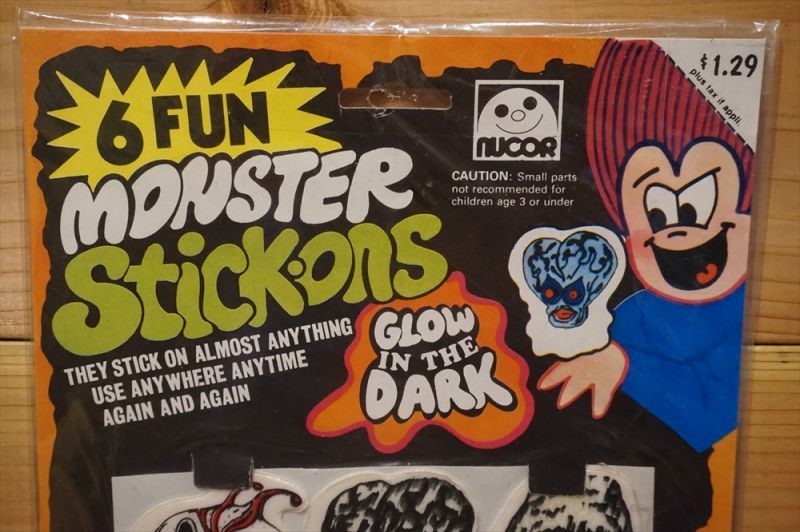 6 FUN
MONSTER
Stick-ons
THEY STICK ON ALMOST ANYTHING
USE ANYWHERE ANYTIME
AGAIN AND AGAIN
GLOW
IN THE
DARK
NUCOR
CAUTION: Small parts
not recommended for
children age 3 or under
$1.29
plus tax if appli.